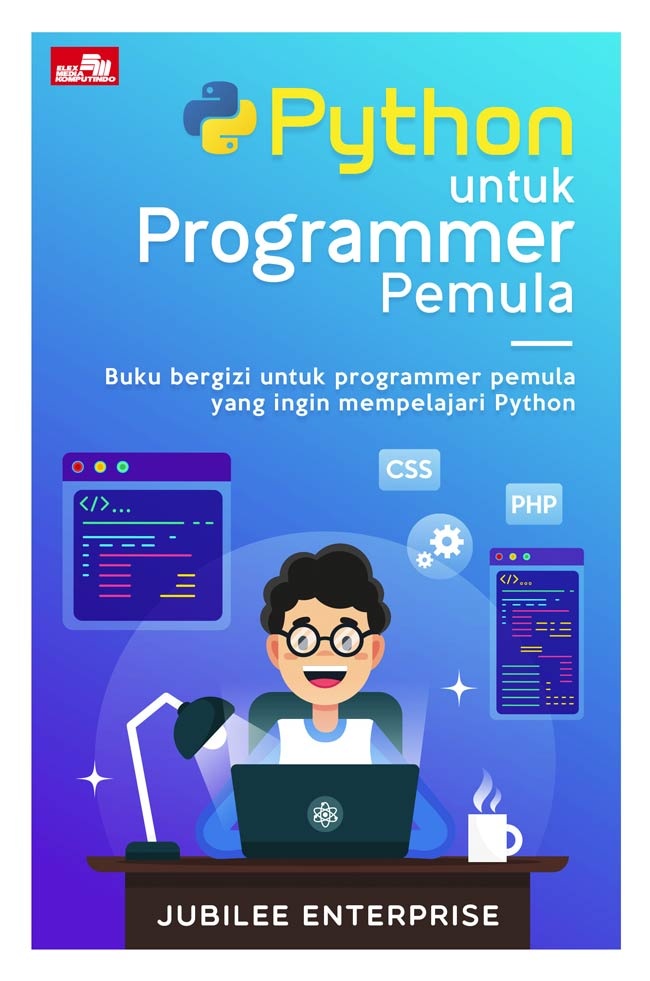 ELEX
MEDIA
KOMPUTINDO
Python
untuk
Programmer
Pemula
Buku bergizi untuk programmer pemula
yang ingin mempelajari Python
</>...
CSS
PHP
</>...
JUBILEE ENTERPRISE